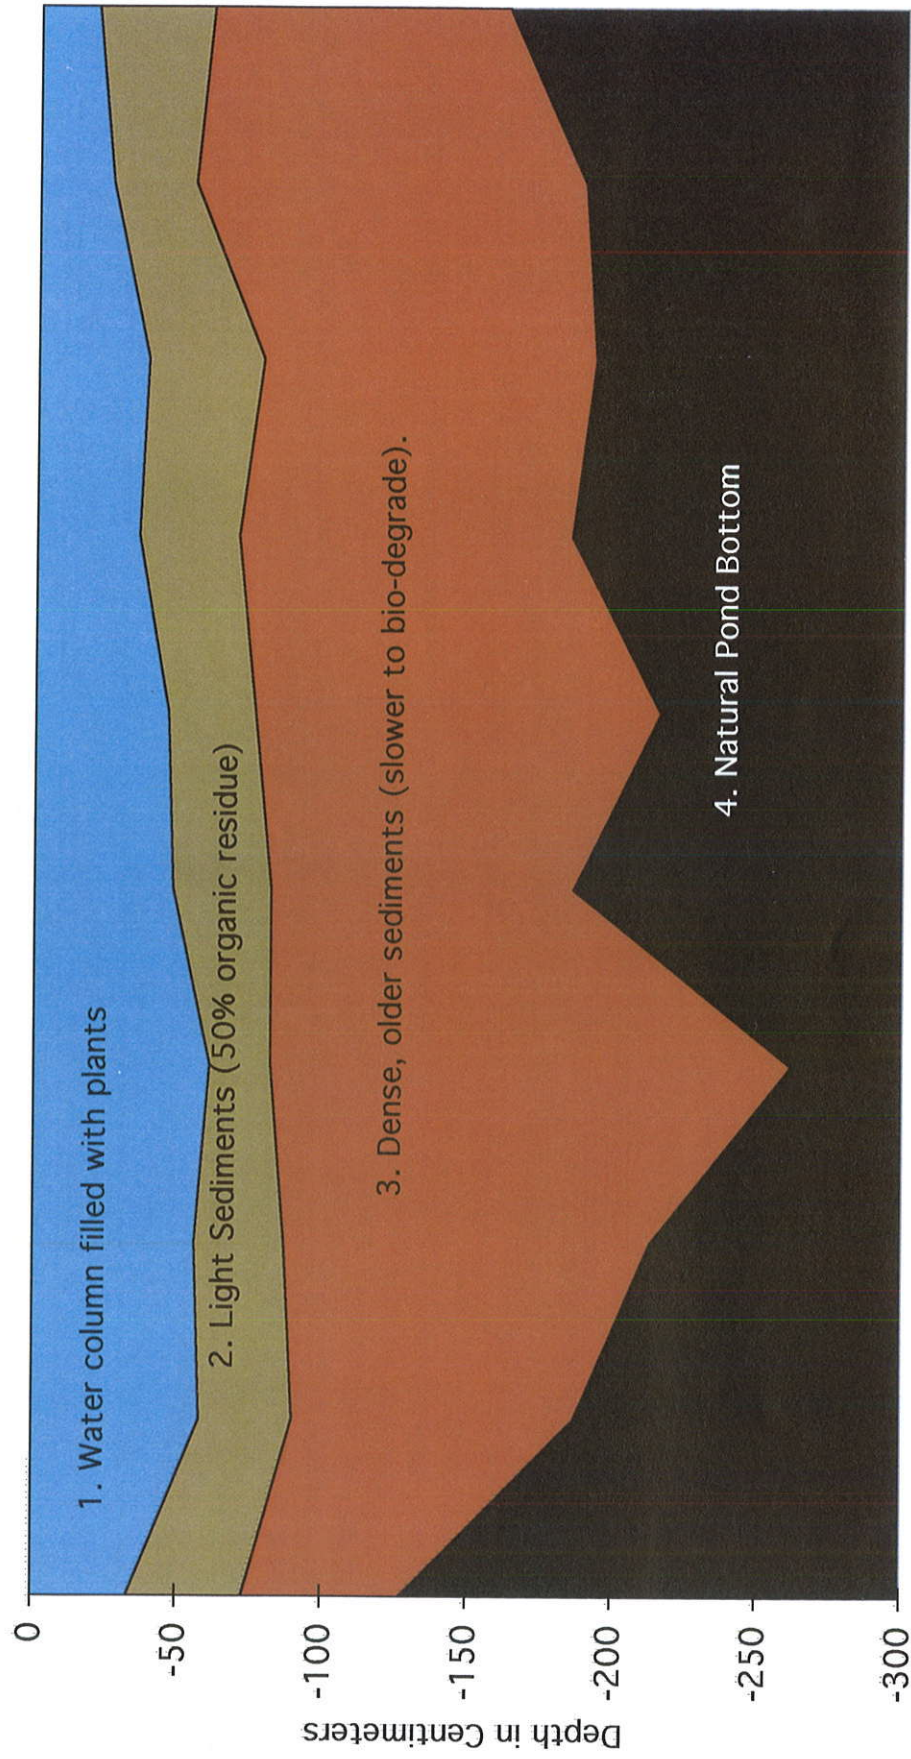 0
-50
-100
-150
-200
-250
-300
Depth in Centimeters
1. Water column filled with plants
2. Light Sediments (50% organic residue)
3. Dense, older sediments (slower to bio-degrade).
4. Natural Pond Bottom